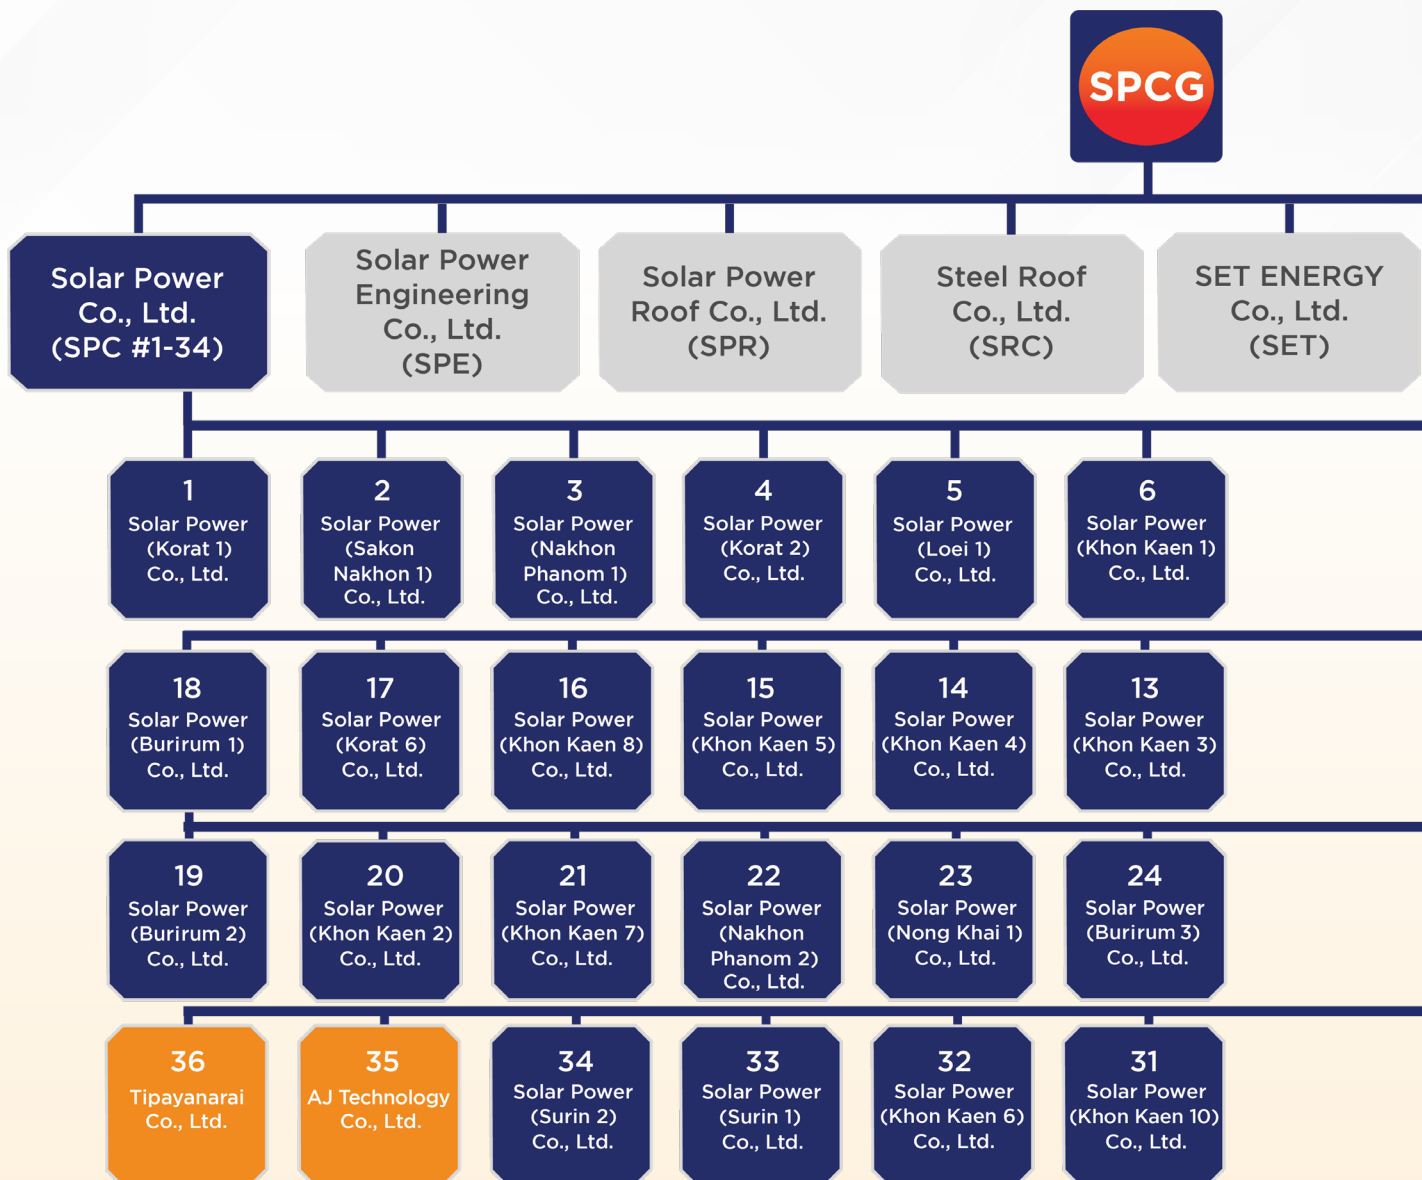 SPCG
Solar Power
Co., Ltd.
(SPC #1-34)
Solar Power
Engineering
Co., Ltd.
(SPE)
Solar Power
Roof Co., Ltd.
(SPR)
Steel Roof
Co., Ltd.
(SRC)
SET ENERGY
Co., Ltd.
(SET)
1
Solar Power
(Korat 1)
Co., Ltd.
2
Solar Power
(Sakon
Nakhon 1)
Co., Ltd.
3
Solar Power
(Nakhon
Phanom 1)
Co., Ltd.
4
Solar Power
(Korat 2)
Co., Ltd.
5
Solar Power
(Loei 1)
Co., Ltd.
6
Solar Power
(Khon Kaen 1)
Co., Ltd.
18
Solar Power
(Burirum 1)
Co., Ltd.
17
Solar Power
(Korat 6)
Co., Ltd.
16
Solar Power
(Khon Kaen 8)
Co., Ltd.
15
Solar Power
(Khon Kaen 5)
Co., Ltd.
14
Solar Power
(Khon Kaen 4)
Co., Ltd.
13
Solar Power
(Khon Kaen 3)
Co., Ltd.
19
Solar Power
(Burirum 2)
Co., Ltd.
20
Solar Power
(Khon Kaen 2)
Co., Ltd.
21
Solar Power
(Khon Kaen 7)
Co., Ltd.
22
Solar Power
(Nakhon
Phanom 2)
Co., Ltd.
23
Solar Power
(Nong Khai 1)
Co., Ltd.
24
Solar Power
(Burirum 3)
Co., Ltd.
36
Tipayanarai
Co., Ltd.
35
AJ Technology
Co., Ltd.
34
Solar Power
(Surin 2)
Co., Ltd.
33
Solar Power
(Surin 1)
Co., Ltd.
32
Solar Power
(Khon Kaen 6)
Co., Ltd.
31
Solar Power
(Khon Kaen 10)
Co., Ltd.